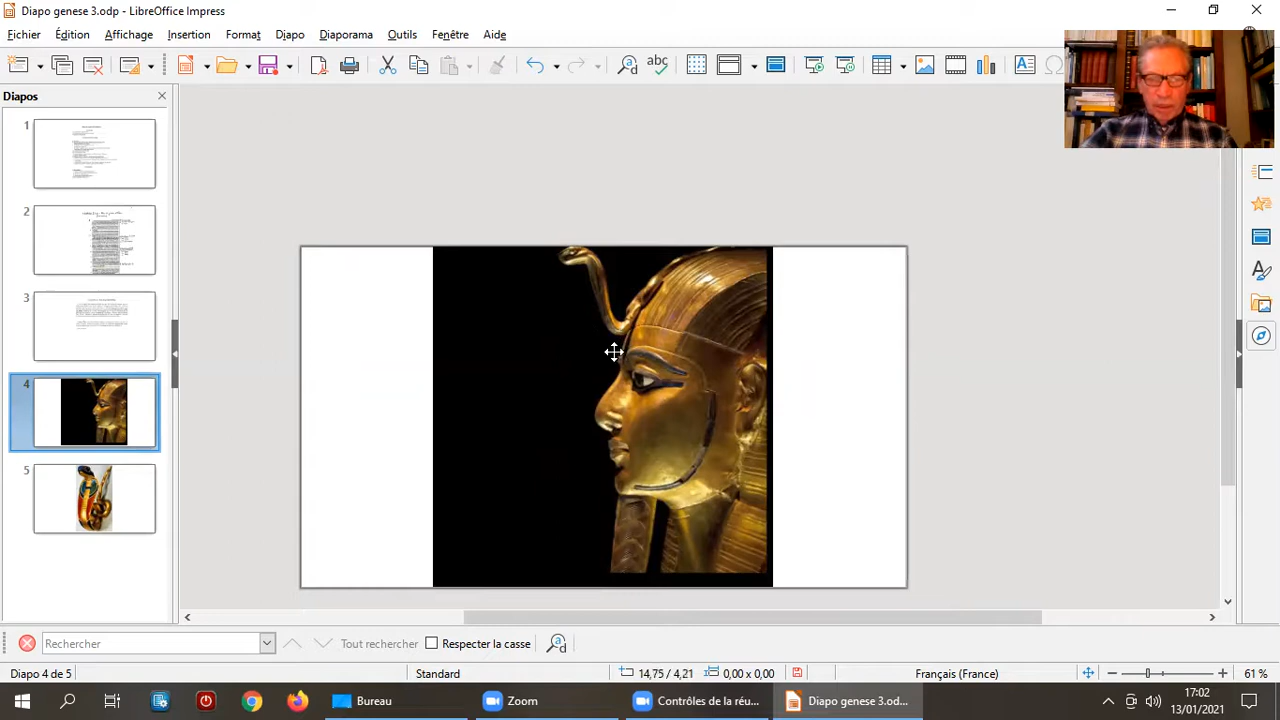 Diapo genese 3.odp - LibreOffice Impress
Fichier Édition Affichage Insertion Format Diapo Diaporama Outils Fenêtre Aide
Diapos
1
2
3
4
5
Rechercher Tout rechercher Respecter la casse
Diapo 4 de 5 Standard 14,75 / 4,21 0,00 x 0,00 Français (France) 61 %
Bureau Zoom Contrôles de la réu... Diapo genese 3.odp... 17:02
13/01/2021